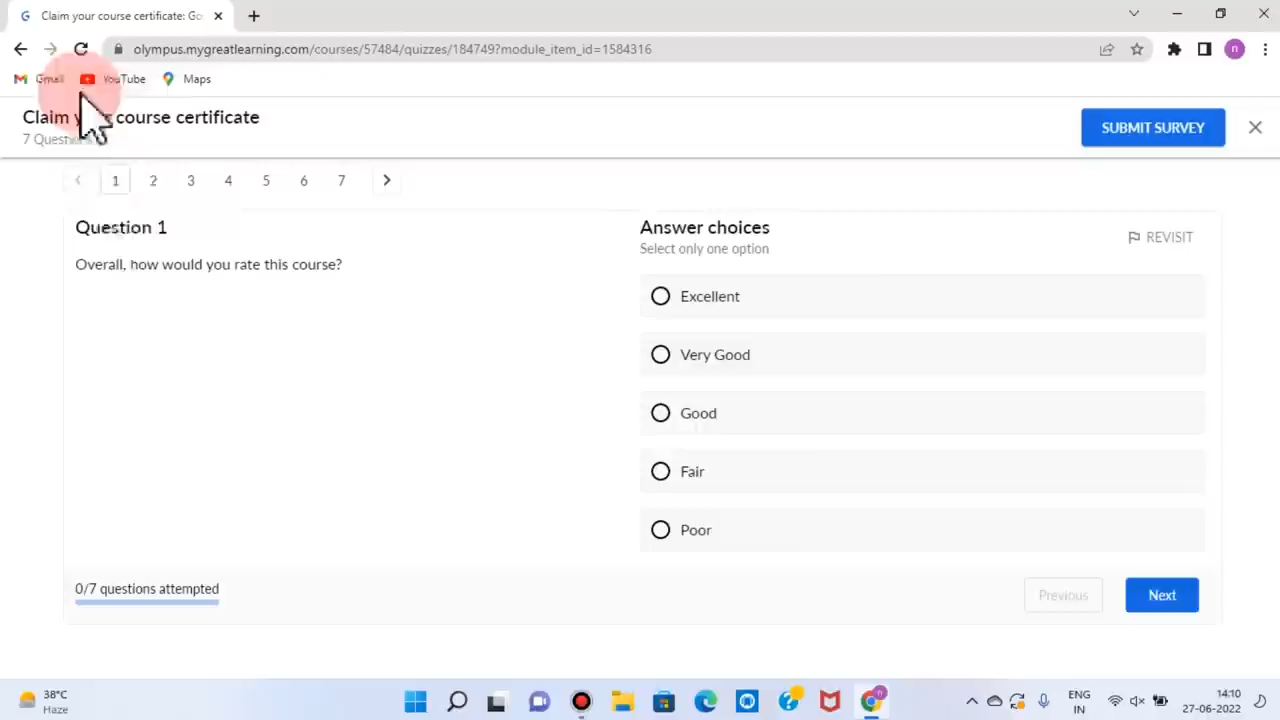 Claim your course certificate: Go
olympus.mygreatlearning.com/courses/57484/quizzes/184749?module_item_id=1584316
n
Gmail YouTube Maps
Claim your course certificate
7 Questions
SUBMIT SURVEY
1 2 3 4 5 6 7
Question 1
Overall, how would you rate this course?
Answer choices
Select only one option
REVISIT
Excellent
Very Good
Good
Fair
Poor
0/7 questions attempted
Previous
Next
38°C
Haze
ENG
IN
14:10
27-06-2022